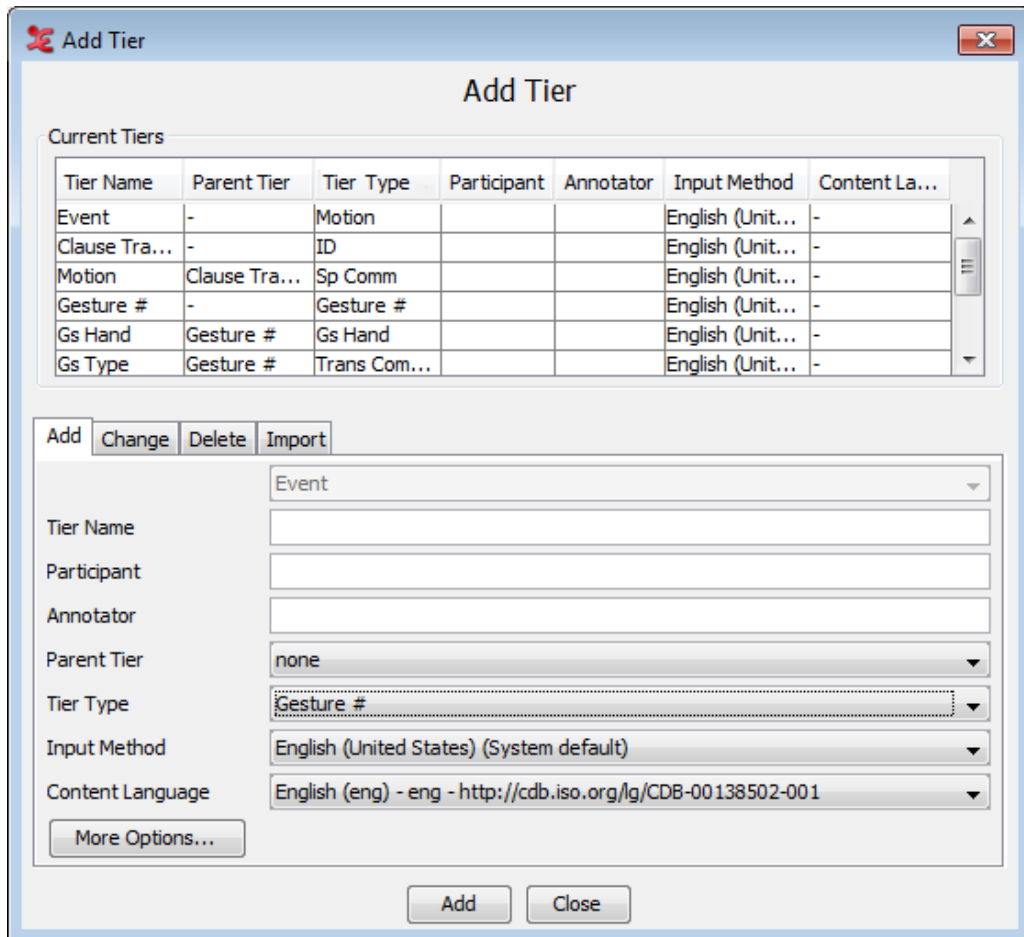 Add Tier
Add Tier
Current Tiers
Tier Name Parent Tier Tier Type Participant Annotator Input Method Content La...
Event - Motion English (Unit... -
Clause Tra... - ID English (Unit... -
Motion Clause Tra... Sp Comm English (Unit... -
Gesture # - Gesture # English (Unit... -
Gs Hand Gesture # Gs Hand English (Unit... -
Gs Type Gesture # Trans Com... English (Unit... -
Add Change Delete Import
Event
Tier Name
Participant
Annotator
Parent Tier none
Tier Type Gesture #
Input Method English (United States) (System default)
Content Language English (eng) - eng - http://cdb.iso.org/lg/CDB-00138502-001
More Options...
Add Close